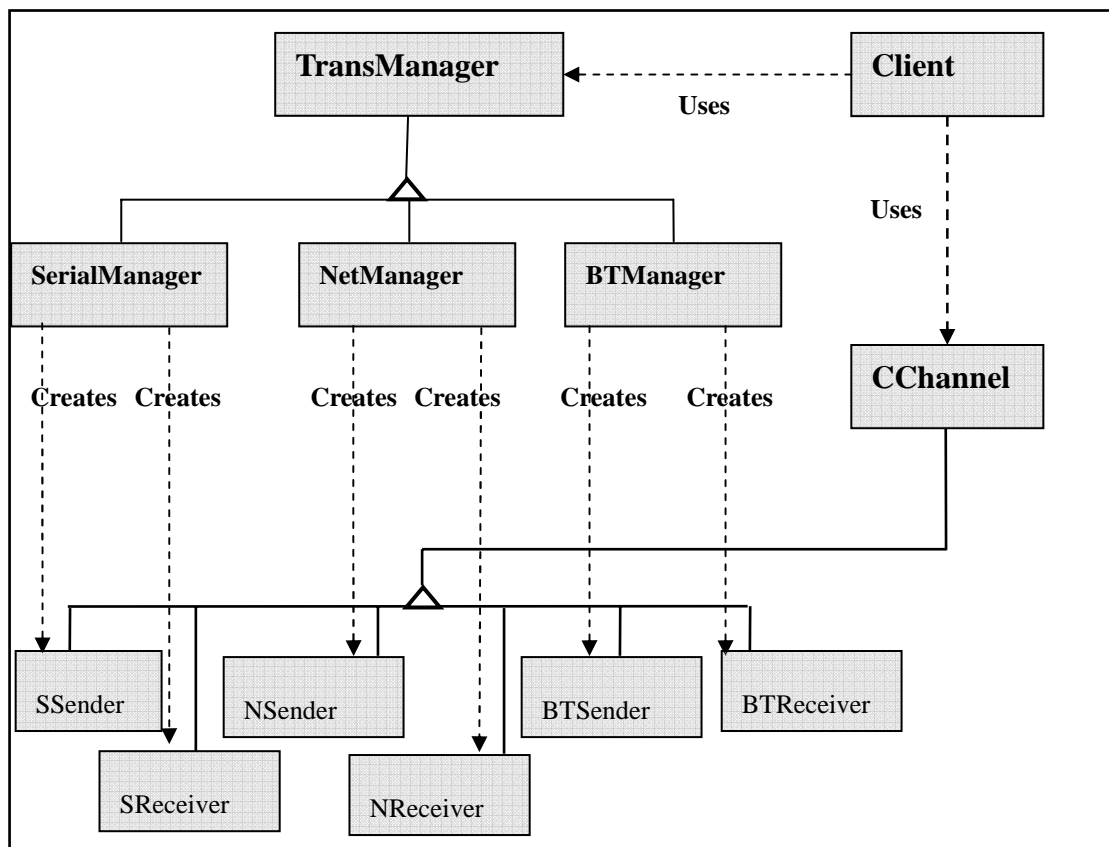 TransManager
Client
Uses
Uses
SerialManager
NetManager
BTManager
CChannel
Creates
Creates
Creates
Creates
Creates
Creates
SSender
NSender
BTSender
BTReceiver
SReceiver
NReceiver